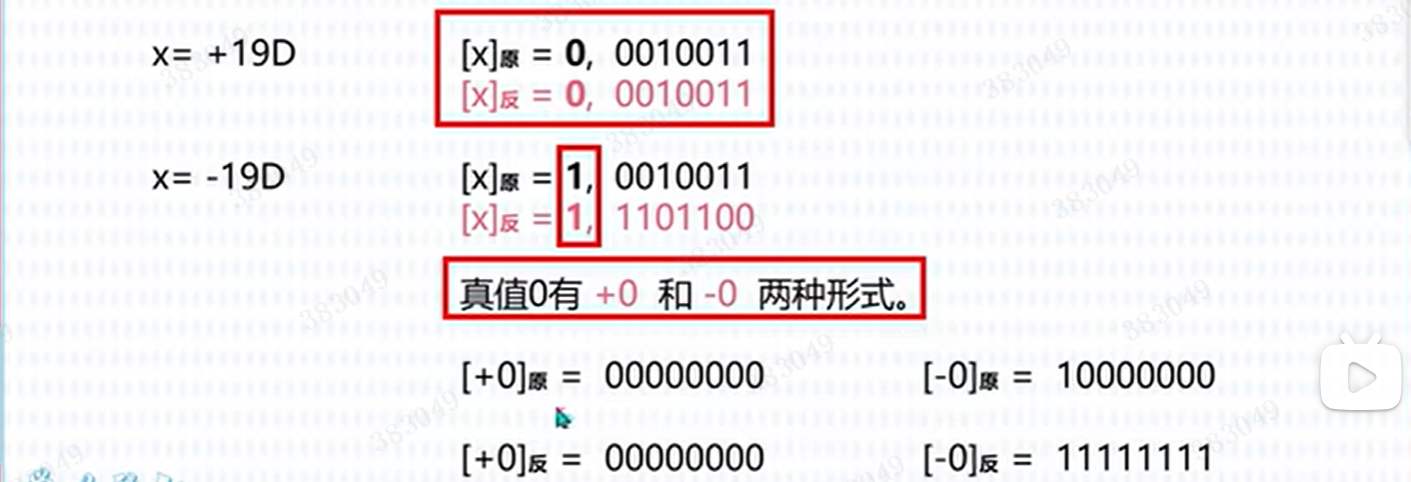 x= +19D [x]原 = 0, 0010011
[x]反 = 0, 0010011
x= -19D [x]原 = 1, 0010011
[x]反 = 1, 1101100
真值0有 +0 和 -0 两种形式。
[+0]原 = 00000000 [-0]原 = 10000000
[+0]反 = 00000000 [-0]反 = 11111111
383049